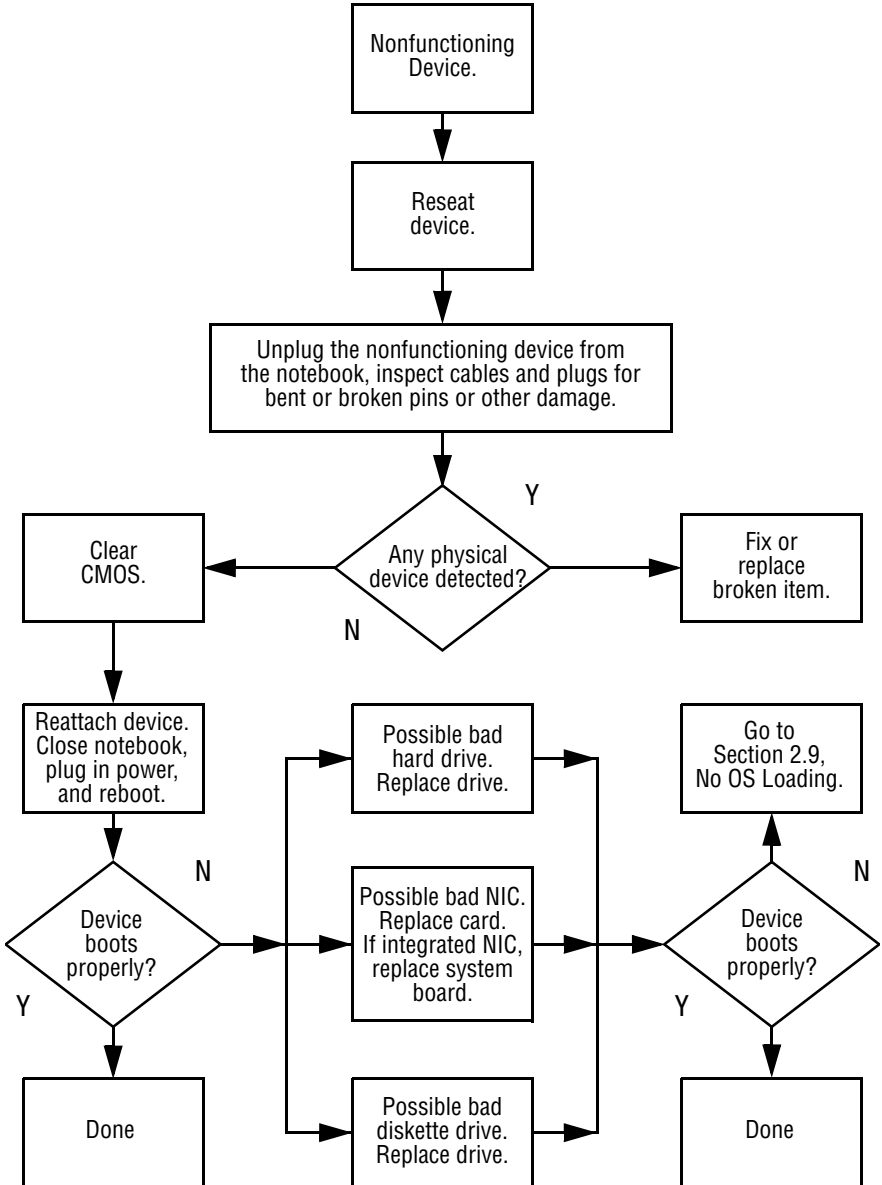 Nonfunctioning
Device.
Reseat
device.
Unplug the nonfunctioning device from
the notebook, inspect cables and plugs for
bent or broken pins or other damage.
Y
Clear
CMOS.
Any physical
device detected?
Fix or
replace
broken item.
N
Reattach device.
Close notebook,
plug in power,
and reboot.
Possible bad
hard drive.
Replace drive.
Go to
Section 2.9,
No OS Loading.
N
N
Device
boots
properly?
Possible bad NIC.
Replace card.
If integrated NIC,
replace system
board.
Device
boots
properly?
Y
Y
Done
Possible bad
diskette drive.
Replace drive.
Done